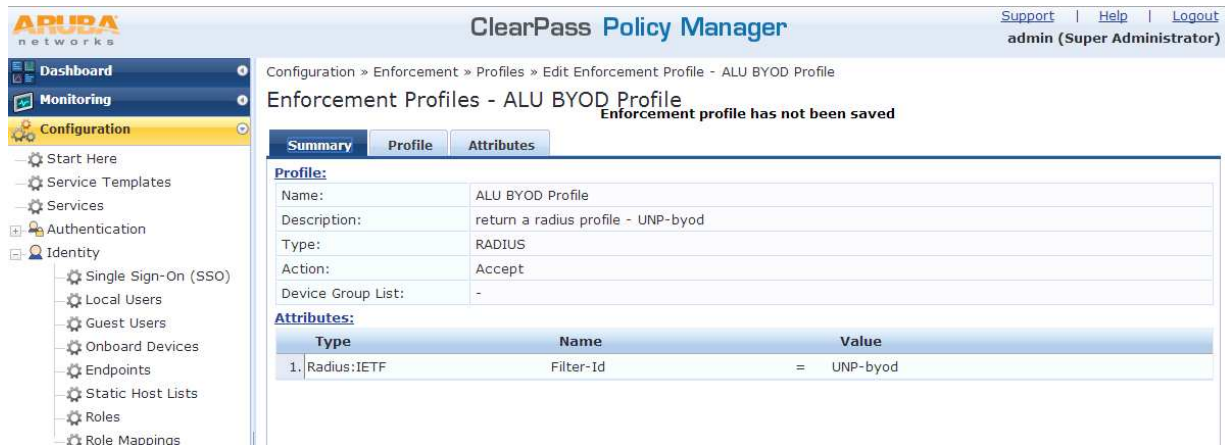 ARUBA
networks
ClearPass Policy Manager
Support | Help | Logout
admin (Super Administrator)
Dashboard
Monitoring
Configuration
Start Here
Service Templates
Services
Authentication
Identity
Single Sign-On (SSO)
Local Users
Guest Users
Onboard Devices
Endpoints
Static Host Lists
Roles
Role Mappings
Configuration » Enforcement » Profiles » Edit Enforcement Profile - ALU BYOD Profile
Enforcement Profiles - ALU BYOD Profile
Enforcement profile has not been saved
Summary Profile Attributes
Profile:
Name: ALU BYOD Profile
Description: return a radius profile - UNP-byod
Type: RADIUS
Action: Accept
Device Group List: -
Attributes:
Type Name Value
1. Radius:IETF Filter-Id = UNP-byod